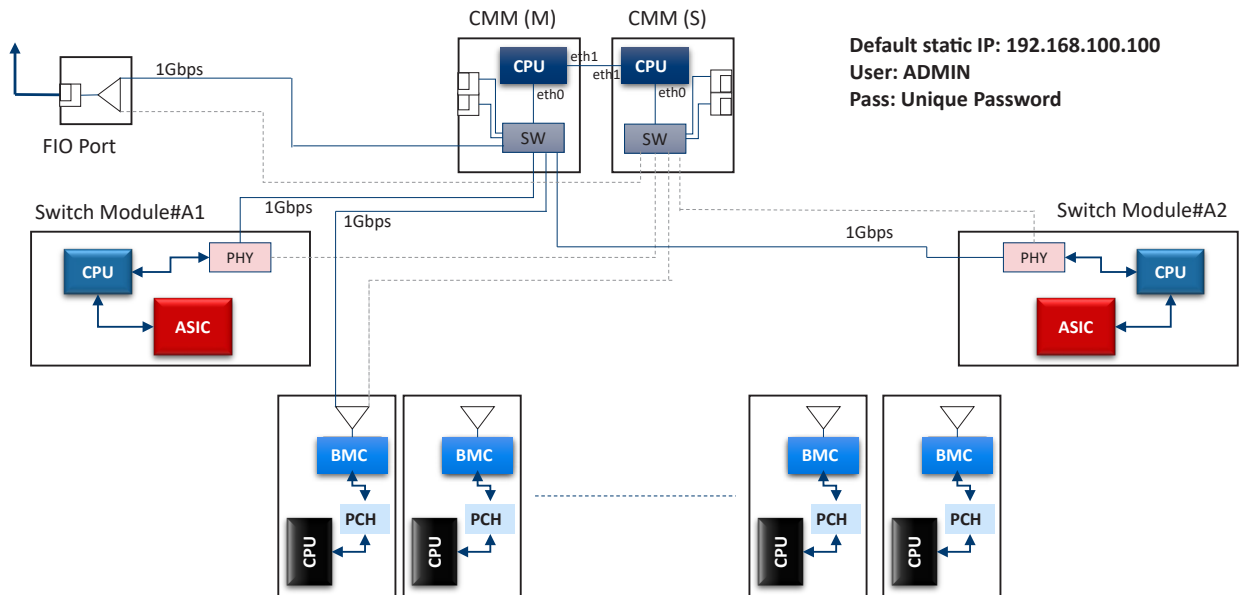 CMM (M)
CMM (S)
Default static IP: 192.168.100.100
User: ADMIN
Pass: Unique Password
1Gbps
CPU
eth1
eth1
CPU
eth0
eth0
SW
SW
FIO Port
Switch Module#A1
1Gbps
1Gbps
1Gbps
Switch Module#A2
PHY
CPU
ASIC
PHY
CPU
ASIC
BMC
BMC
BMC
BMC
PCH
PCH
PCH
PCH
CPU
CPU
CPU
CPU